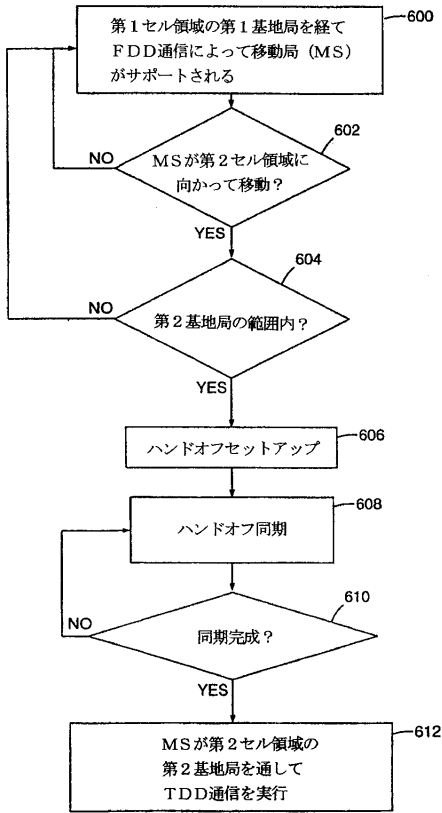 第１セル領域の第１基地局を経て
ＦＤＤ通信によって移動局（ＭＳ）
がサポートされる
600
ＭＳが第２セル領域に
向かって移動？
602
NO
YES
第２基地局の範囲内？
604
NO
YES
ハンドオフセットアップ
606
ハンドオフ同期
608
同期完成？
610
NO
YES
ＭＳが第２セル領域の
第２基地局を通して
ＴＤＤ通信を実行
612